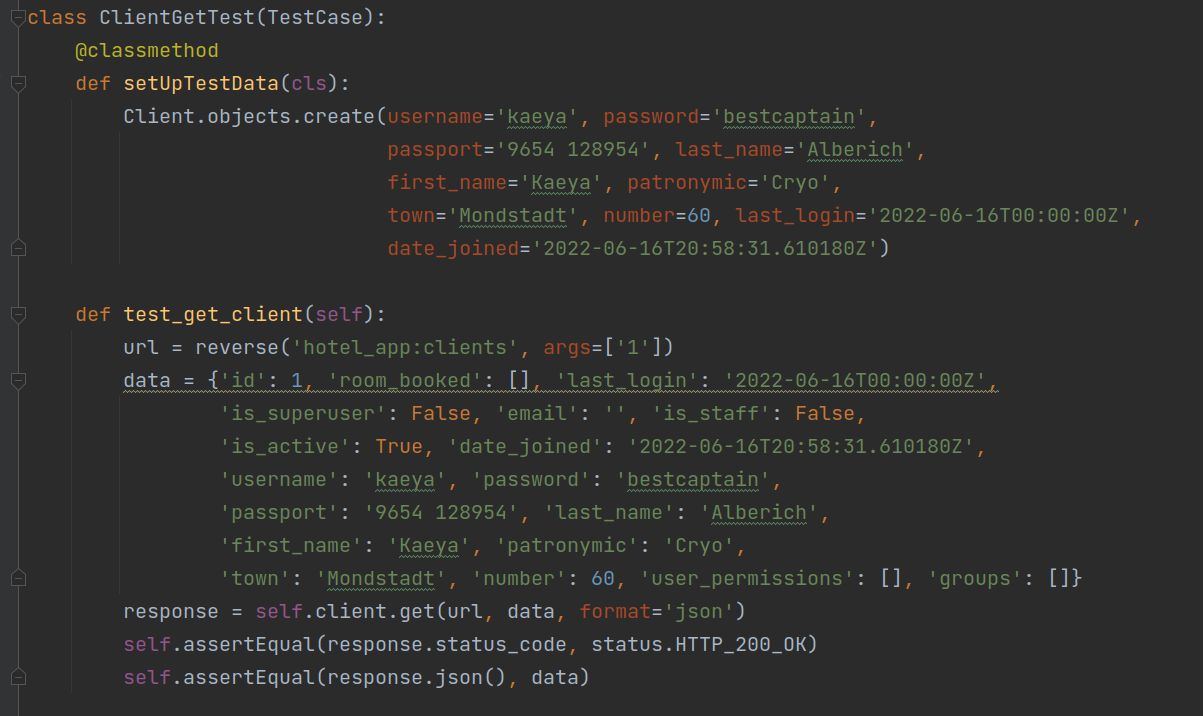 class ClientGetTest(TestCase):
    @classmethod
    def setUpTestData(cls):
        Client.objects.create(username='kaeya', password='bestcaptain',
                              passport='9654 128954', last_name='Alberich',
                              first_name='Kaeya', patronymic='Cryo',
                              town='Mondstadt', number=60, last_login='2022-06-16T00:00:00Z',
                              date_joined='2022-06-16T20:58:31.610180Z')

    def test_get_client(self):
        url = reverse('hotel_app:clients', args=['1'])
        data = {'id': 1, 'room_booked': [], 'last_login': '2022-06-16T00:00:00Z',
                'is_superuser': False, 'email': '', 'is_staff': False,
                'is_active': True, 'date_joined': '2022-06-16T20:58:31.610180Z',
                'username': 'kaeya', 'password': 'bestcaptain',
                'passport': '9654 128954', 'last_name': 'Alberich',
                'first_name': 'Kaeya', 'patronymic': 'Cryo',
                'town': 'Mondstadt', 'number': 60, 'user_permissions': [], 'groups': []}
        response = self.client.get(url, data, format='json')
        self.assertEqual(response.status_code, status.HTTP_200_OK)
        self.assertEqual(response.json(), data)